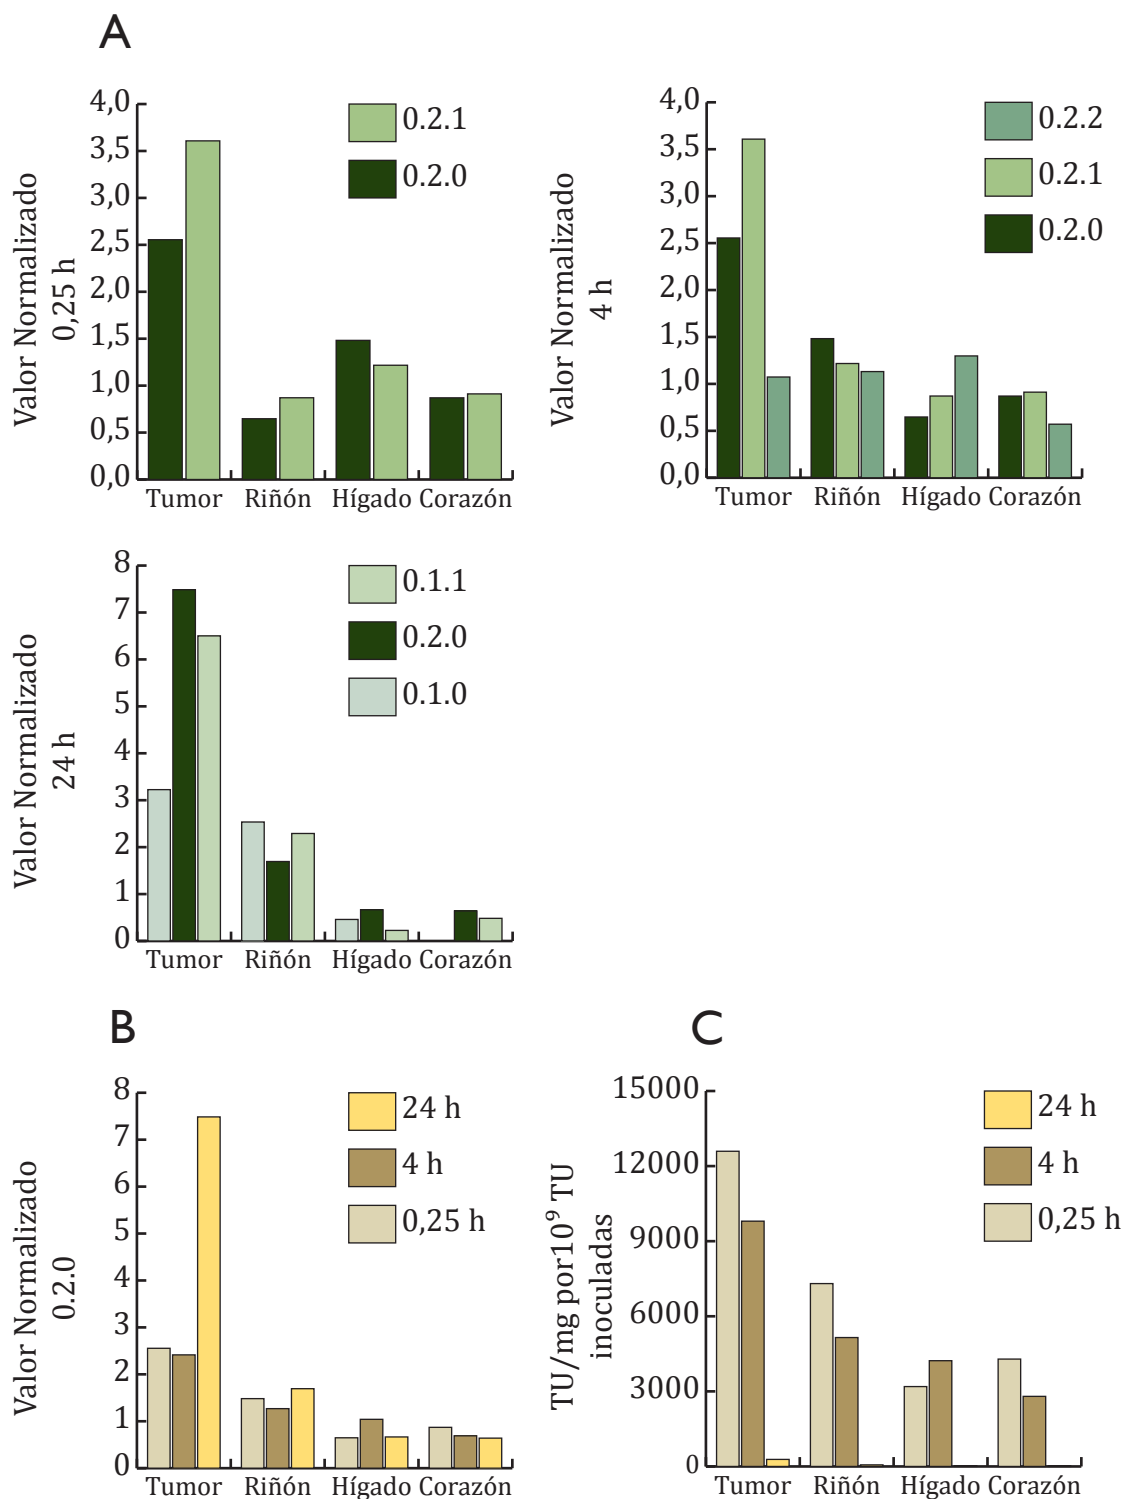 A
Valor Normalizado
0,25 h
4,0
3,5
3,0
2,5
2,0
1,5
1,0
0,5
0,0
0.2.1
0.2.0
Tumor Riñón Hígado Corazón
Valor Normalizado
4 h
4,0
3,5
3,0
2,5
2,0
1,5
1,0
0,5
0,0
0.2.2
0.2.1
0.2.0
Tumor Riñón Hígado Corazón
Valor Normalizado
24 h
8
7
6
5
4
3
2
1
0
0.1.1
0.2.0
0.1.0
Tumor Riñón Hígado Corazón
B
Valor Normalizado
0.2.0
8
7
6
5
4
3
2
1
0
24 h
4 h
0,25 h
Tumor Riñón Hígado Corazón
C
TU/mg por10⁹ TU
inoculadas
15000
12000
9000
6000
3000
0
24 h
4 h
0,25 h
Tumor Riñón Hígado Corazón